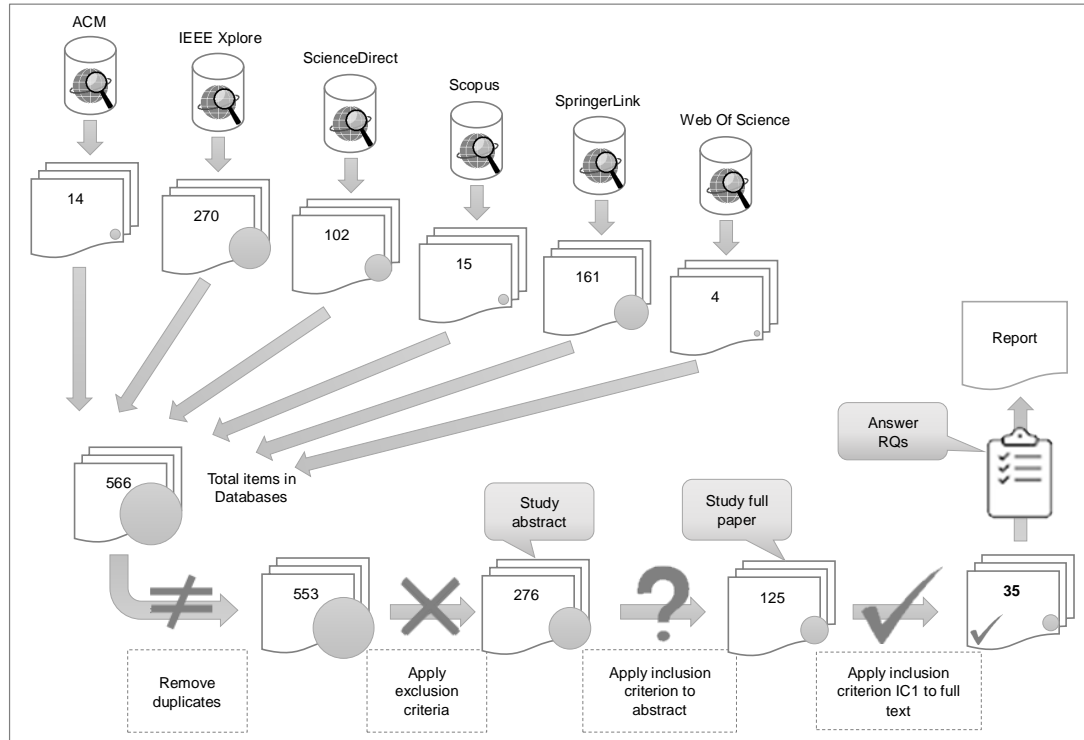 ACM
IEEE Xplore
ScienceDirect
Scopus
SpringerLink
Web Of Science
14
270
102
15
161
4
Report
Answer
RQs
566
Total items in
Databases
Study
abstract
Study full
paper
553
276
125
35
Remove
duplicates
Apply
exclusion
criteria
Apply inclusion
criterion to
abstract
Apply inclusion
criterion IC1 to full
text